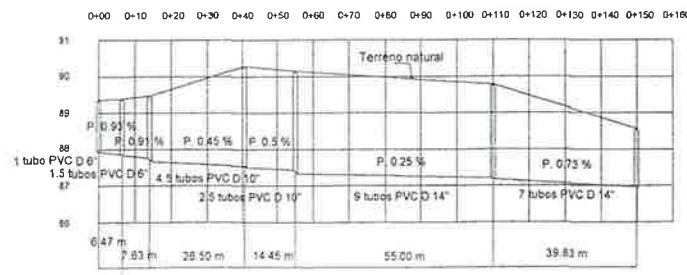 0+00 0+10 0+20 0+30 0+40 0+50 0+60 0+70 0+80 0+90 0+100 0+110 0+120 0+130 0+140 0+150 0+160
91
Terreno natural
90
89
P. 0.93 %
P. 0.91 % P. 0.45 % P. 0.5 %
88
P. 0.25 % P. 0.73 %
1 tubo PVC D 6"
1.5 tubos PVC D 6" 4.5 tubos PVC D 10"
87
2.5 tubos PVC D 10" 9 tubos PVC D 14" 7 tubos PVC D 14"
86
6.47 m
7.63 m 26.50 m 14.45 m 55.00 m 39.83 m